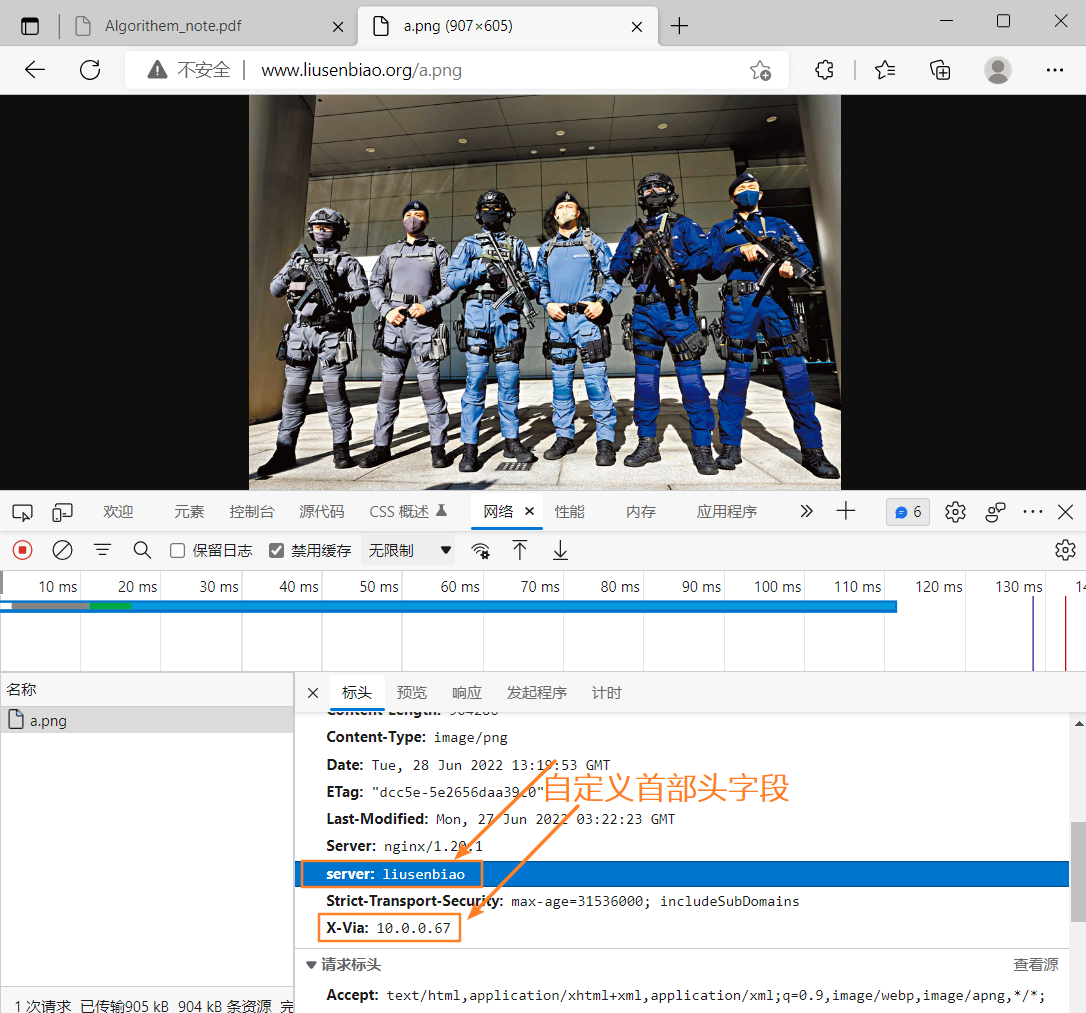 Algorithem_note.pdf
a.png (907×605)
不安全
www.liusenbiao.org/a.png
欢迎 元素 控制台 源代码 CSS 概述 网络 性能 内存 应用程序 6
保留日志 禁用缓存 无限制
10 ms 20 ms 30 ms 40 ms 50 ms 60 ms 70 ms 80 ms 90 ms 100 ms 110 ms 120 ms 130 ms 14
名称
a.png
标头 预览 响应 发起程序 计时
Content-Length: 904286
Content-Type: image/png
Date: Tue, 28 Jun 2022 13:19:53 GMT
自定义首部头字段
ETag: "dcc5e-5e2656daa39c0"
Last-Modified: Mon, 27 Jun 2022 03:22:23 GMT
Server: nginx/1.20.1
server: liusenbiao
Strict-Transport-Security: max-age=31536000; includeSubDomains
X-Via: 10.0.0.67
请求标头 查看源
Accept: text/html,application/xhtml+xml,application/xml;q=0.9,image/webp,image/apng,*/*;
1 次请求 已传输905 kB 904 kB 条资源 完